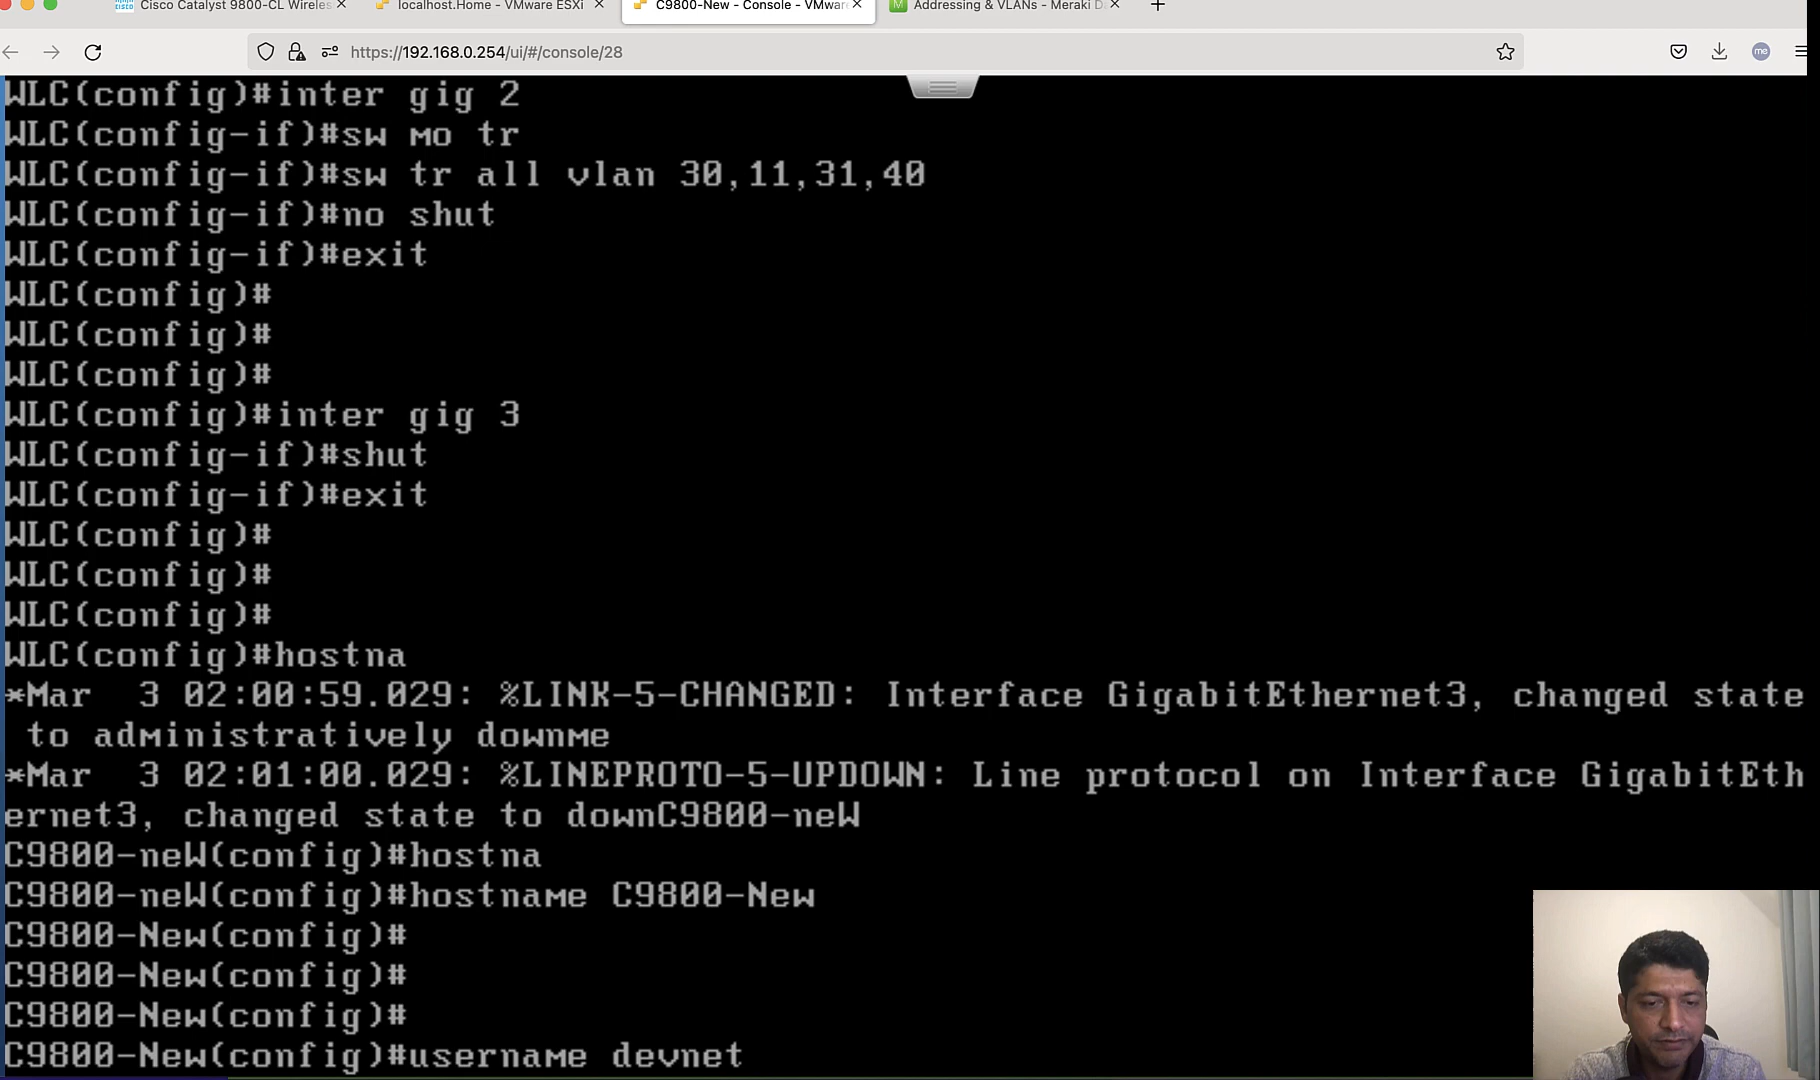 Cisco Catalyst 9800-CL Wireles
localhost.Home - VMware ESXi
C9800-New - Console - VMwar
Addressing & VLANs - Meraki D
https://192.168.0.254/ui/#/console/28
me
WLC(config)#inter gig 2
WLC(config-if)#sw mo tr
WLC(config-if)#sw tr all vlan 30,11,31,40
WLC(config-if)#no shut
WLC(config-if)#exit
WLC(config)#
WLC(config)#
WLC(config)#
WLC(config)#inter gig 3
WLC(config-if)#shut
WLC(config-if)#exit
WLC(config)#
WLC(config)#
WLC(config)#
WLC(config)#hostna
*Mar  3 02:00:59.029: %LINK-5-CHANGED: Interface GigabitEthernet3, changed state
 to administratively downme
*Mar  3 02:01:00.029: %LINEPROTO-5-UPDOWN: Line protocol on Interface GigabitEth
ernet3, changed state to downC9800-neW
C9800-neW(config)#hostna
C9800-neW(config)#hostname C9800-New
C9800-New(config)#
C9800-New(config)#
C9800-New(config)#
C9800-New(config)#username devnet